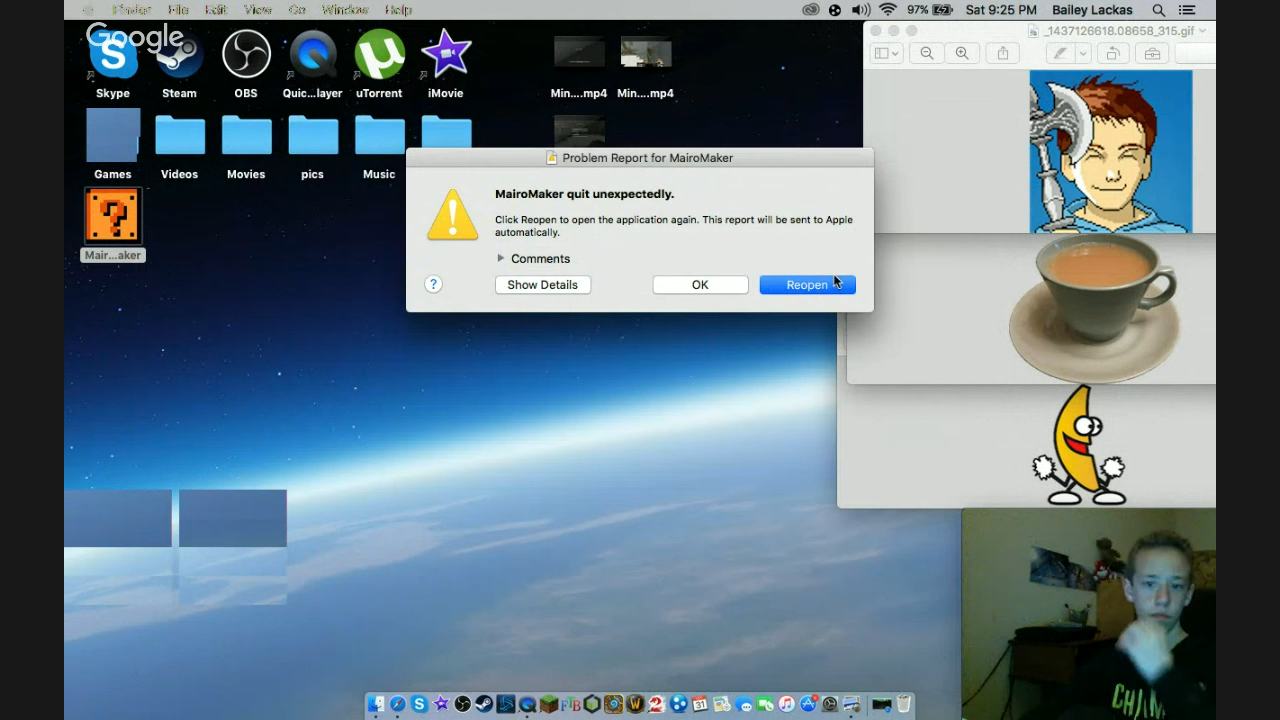 Finder File Edit View Go Window Help
97% Sat 9:25 PM Bailey Lackas
Google
_1437126618.08658_315.gif
Skype Steam OBS Quic...layer uTorrent iMovie Min....mp4 Min....mp4
Games Videos Movies pics Music
Mair...aker
Problem Report for MairoMaker
MairoMaker quit unexpectedly.
Click Reopen to open the application again. This report will be sent to Apple
automatically.
Comments
? Show Details OK Reopen
FTB
31